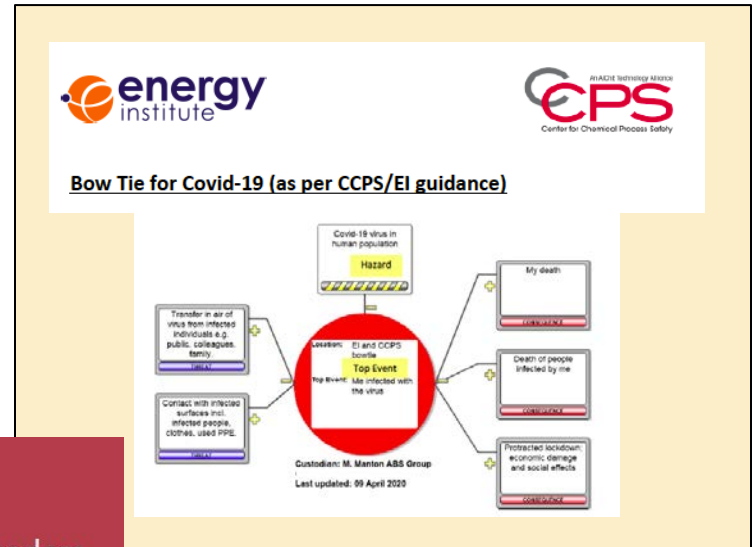 energy
institute
An AIChE Technology Alliance
CCPS
Center for Chemical Process Safety
Bow Tie for Covid-19 (as per CCPS/EI guidance)
Covid-19 virus in
human population
Hazard
My death
CONSEQUENCE
Transfer in air of
virus from infected
individuals e.g.
public, colleagues,
family.
THREAT
Location: EI and CCPS
bowtie
Top Event
Top Event: Me infected with
the virus
Death of people
infected by me
CONSEQUENCE
Contact with infected
surfaces incl.
infected people,
clothes, used PPE.
THREAT
Protracted lockdown;
economic damage
and social effects
CONSEQUENCE
Custodian: M. Manton ABS Group
Last updated: 09 April 2020